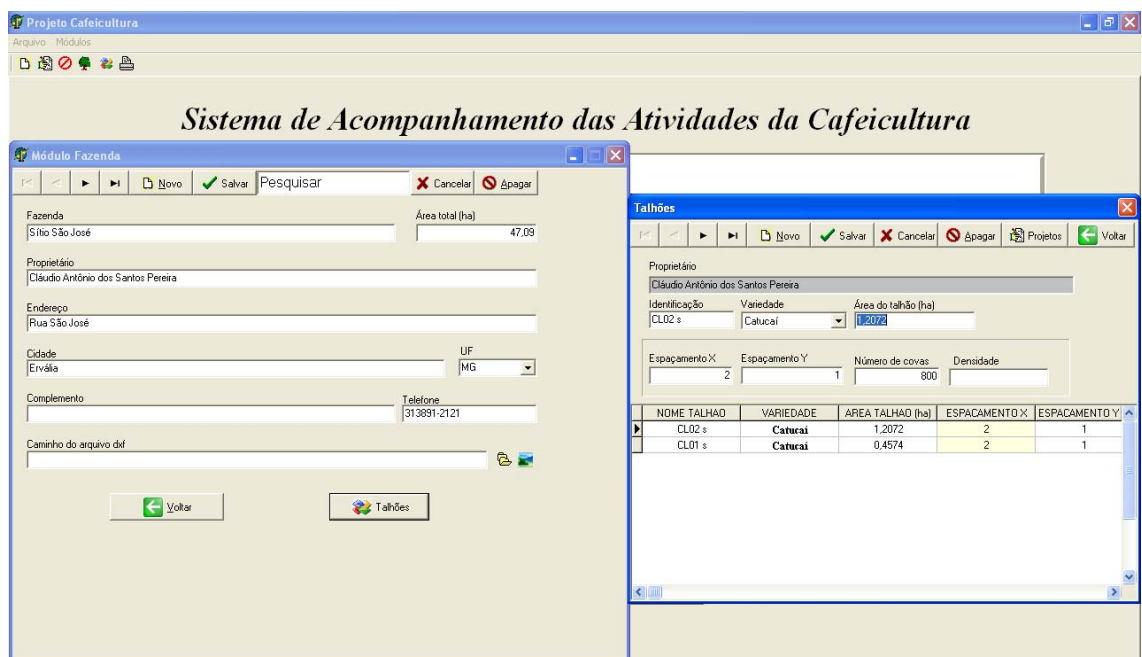 Projeto Cafeicultura
Arquivo Módulos
Sistema de Acompanhamento das Atividades da Cafeicultura
Módulo Fazenda
Novo Salvar Pesquisar Cancelar Apagar
Fazenda Área total (ha)
Sítio São José 47,09
Proprietário
Cláudio Antônio dos Santos Pereira
Endereço
Rua São José
Cidade UF
Ervália MG
Complemento Telefone
313891-2121
Caminho do arquivo dxf
Voltar Talhões
Talhões
Novo Salvar Cancelar Apagar Projetos Voltar
Proprietário
Cláudio Antônio dos Santos Pereira
Identificação Variedade Área do talhão (ha)
CL02 s Catucaí 1,2072
Espaçamento X Espaçamento Y Número de covas Densidade
2 1 800
NOME TALHAO VARIEDADE AREA TALHAO (ha) ESPACAMENTO X ESPACAMENTO Y
CL02 s Catucai 1,2072 2 1
CL01 s Catucai 0,4574 2 1